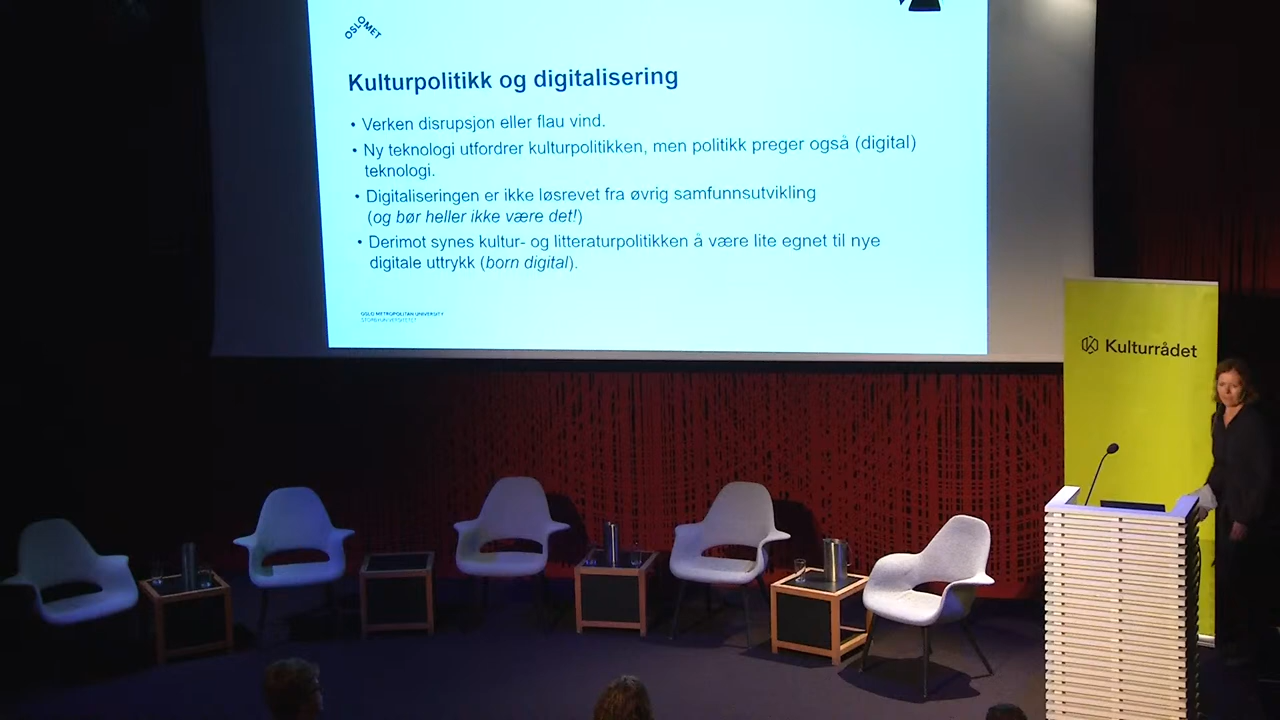 OSLOMET
Kulturpolitikk og digitalisering
• Verken disrupsjon eller flau vind.
• Ny teknologi utfordrer kulturpolitikken, men politikk preger også (digital)
teknologi.
• Digitaliseringen er ikke løsrevet fra øvrig samfunnsutvikling
(og bør heller ikke være det!)
• Derimot synes kultur- og litteraturpolitikken å være lite egnet til nye
digitale uttrykk (born digital).
OSLO METROPOLITAN UNIVERSITY
STORBYUNIVERSITETET
Kulturrådet